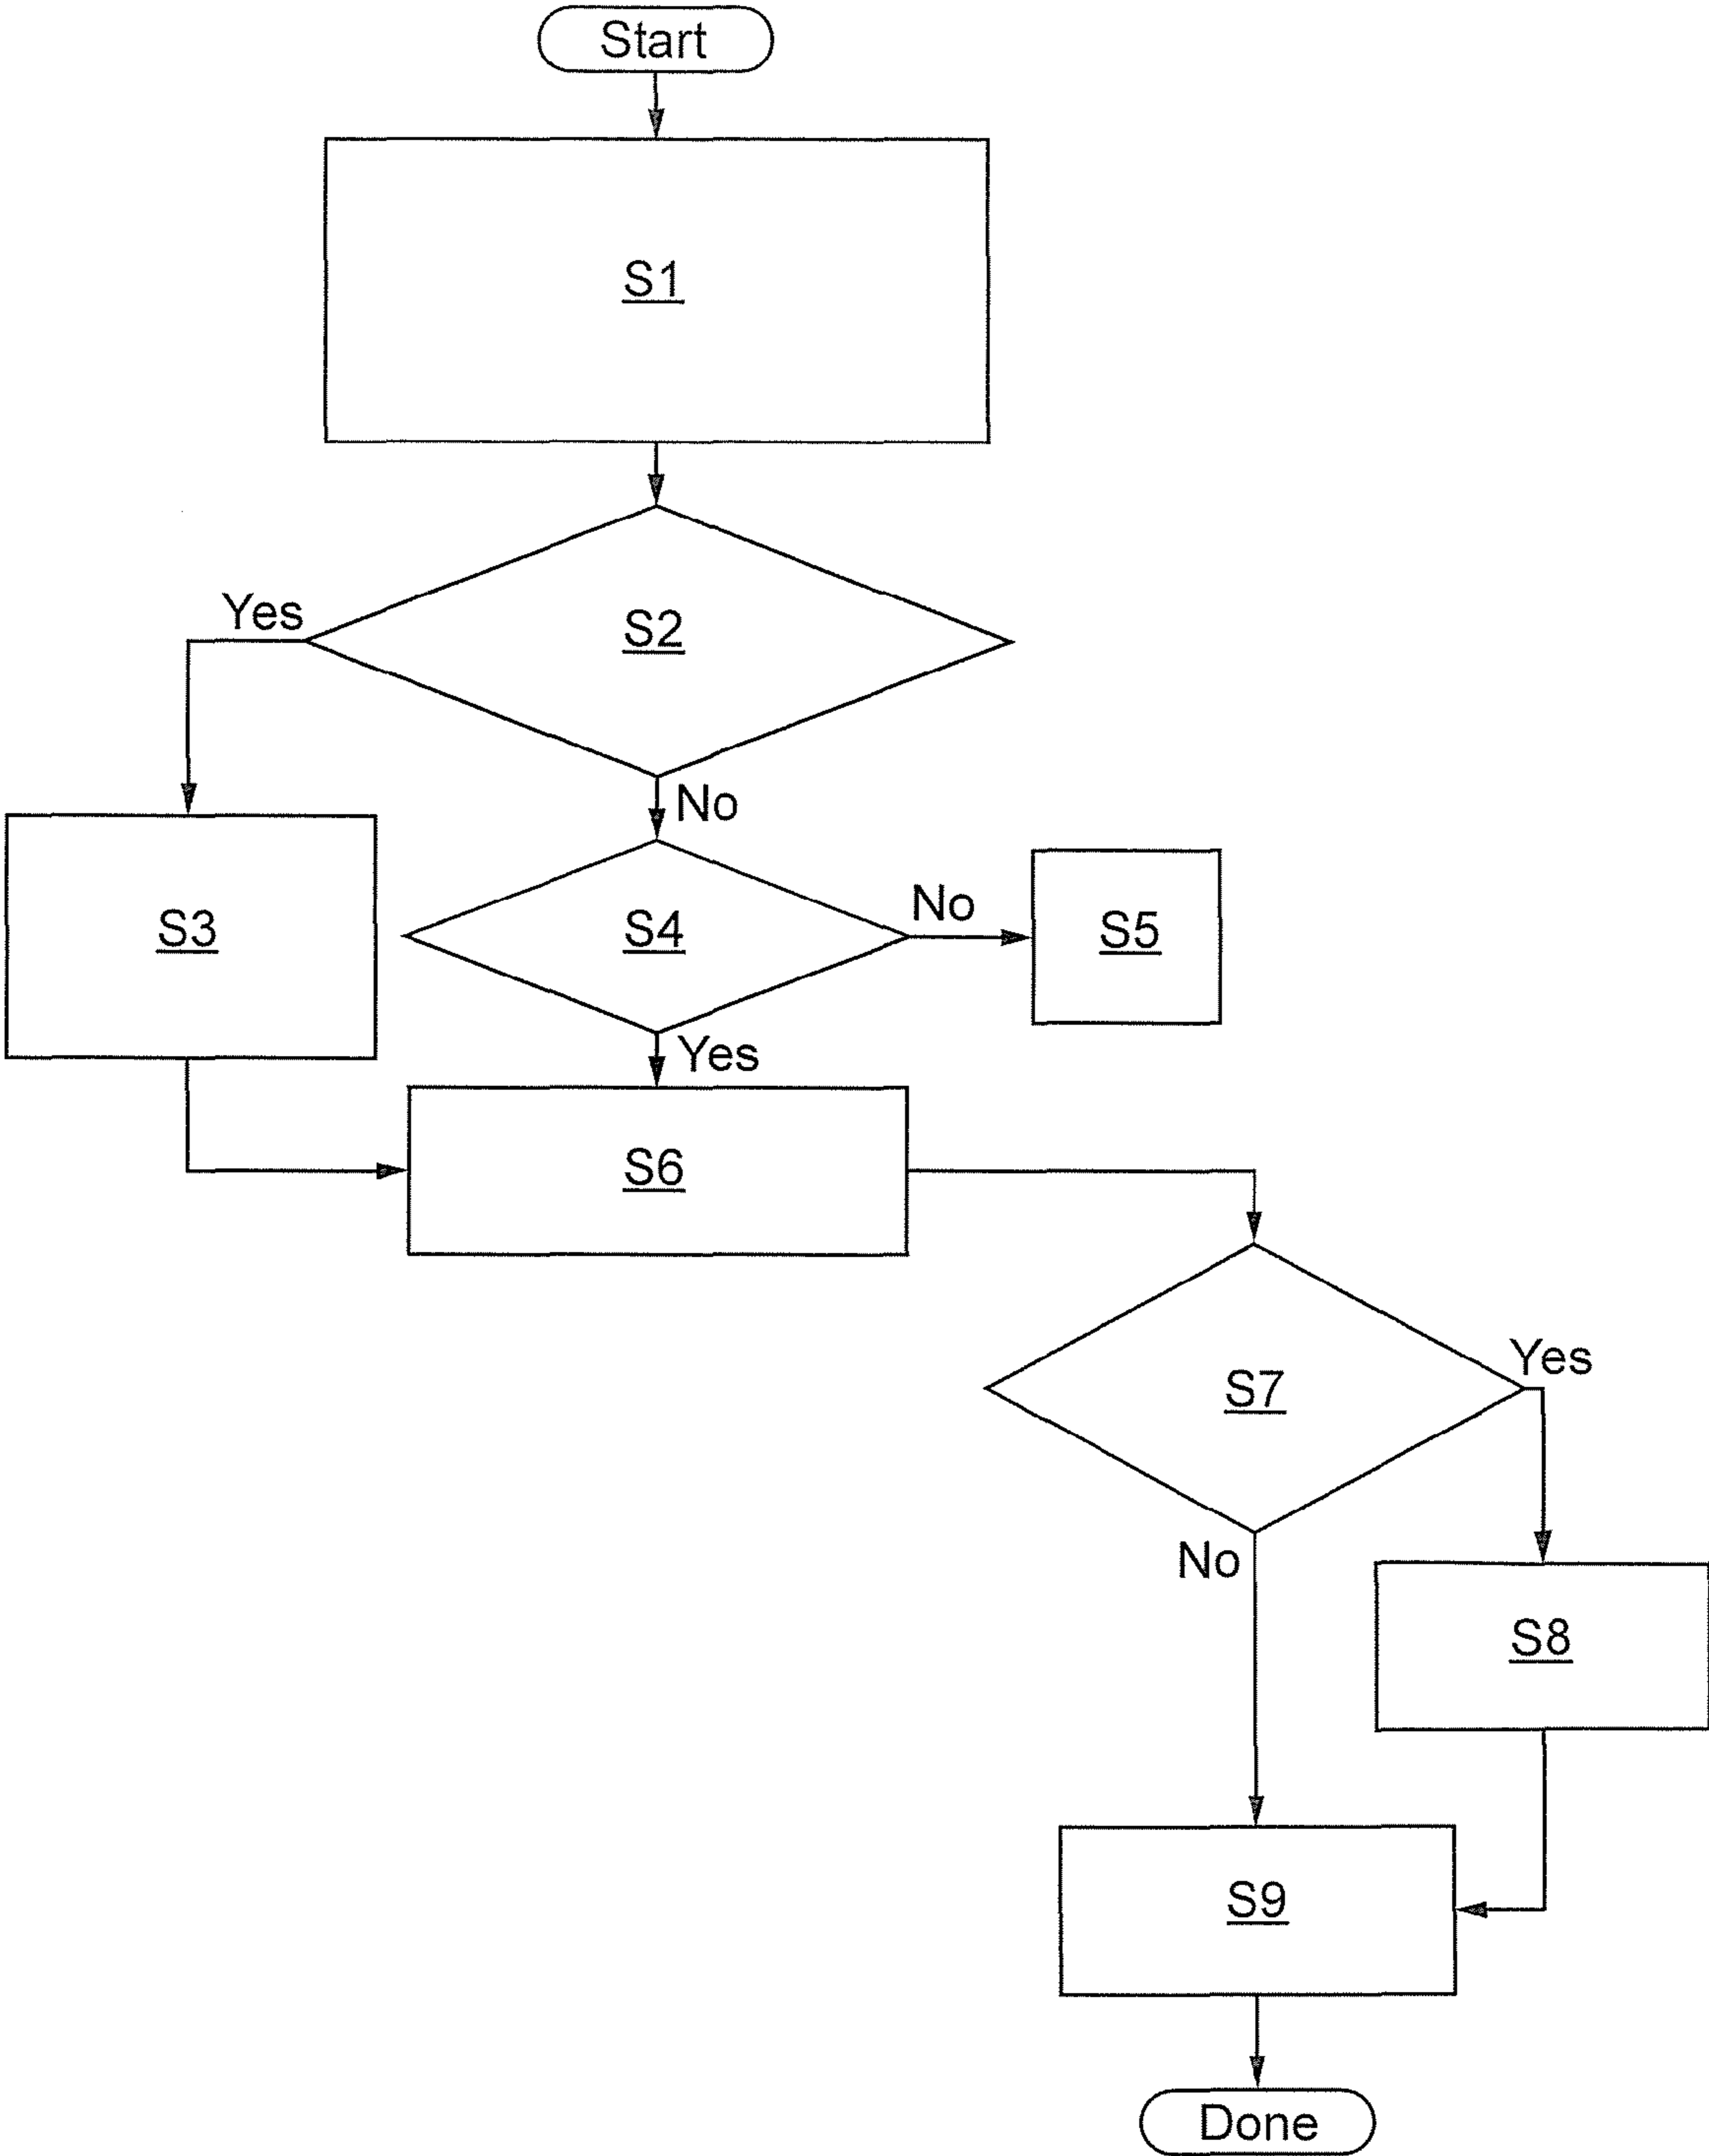 Start
S1
Yes
S2
No
S3
S4
No
S5
Yes
S6
S7
Yes
No
S8
S9
Done